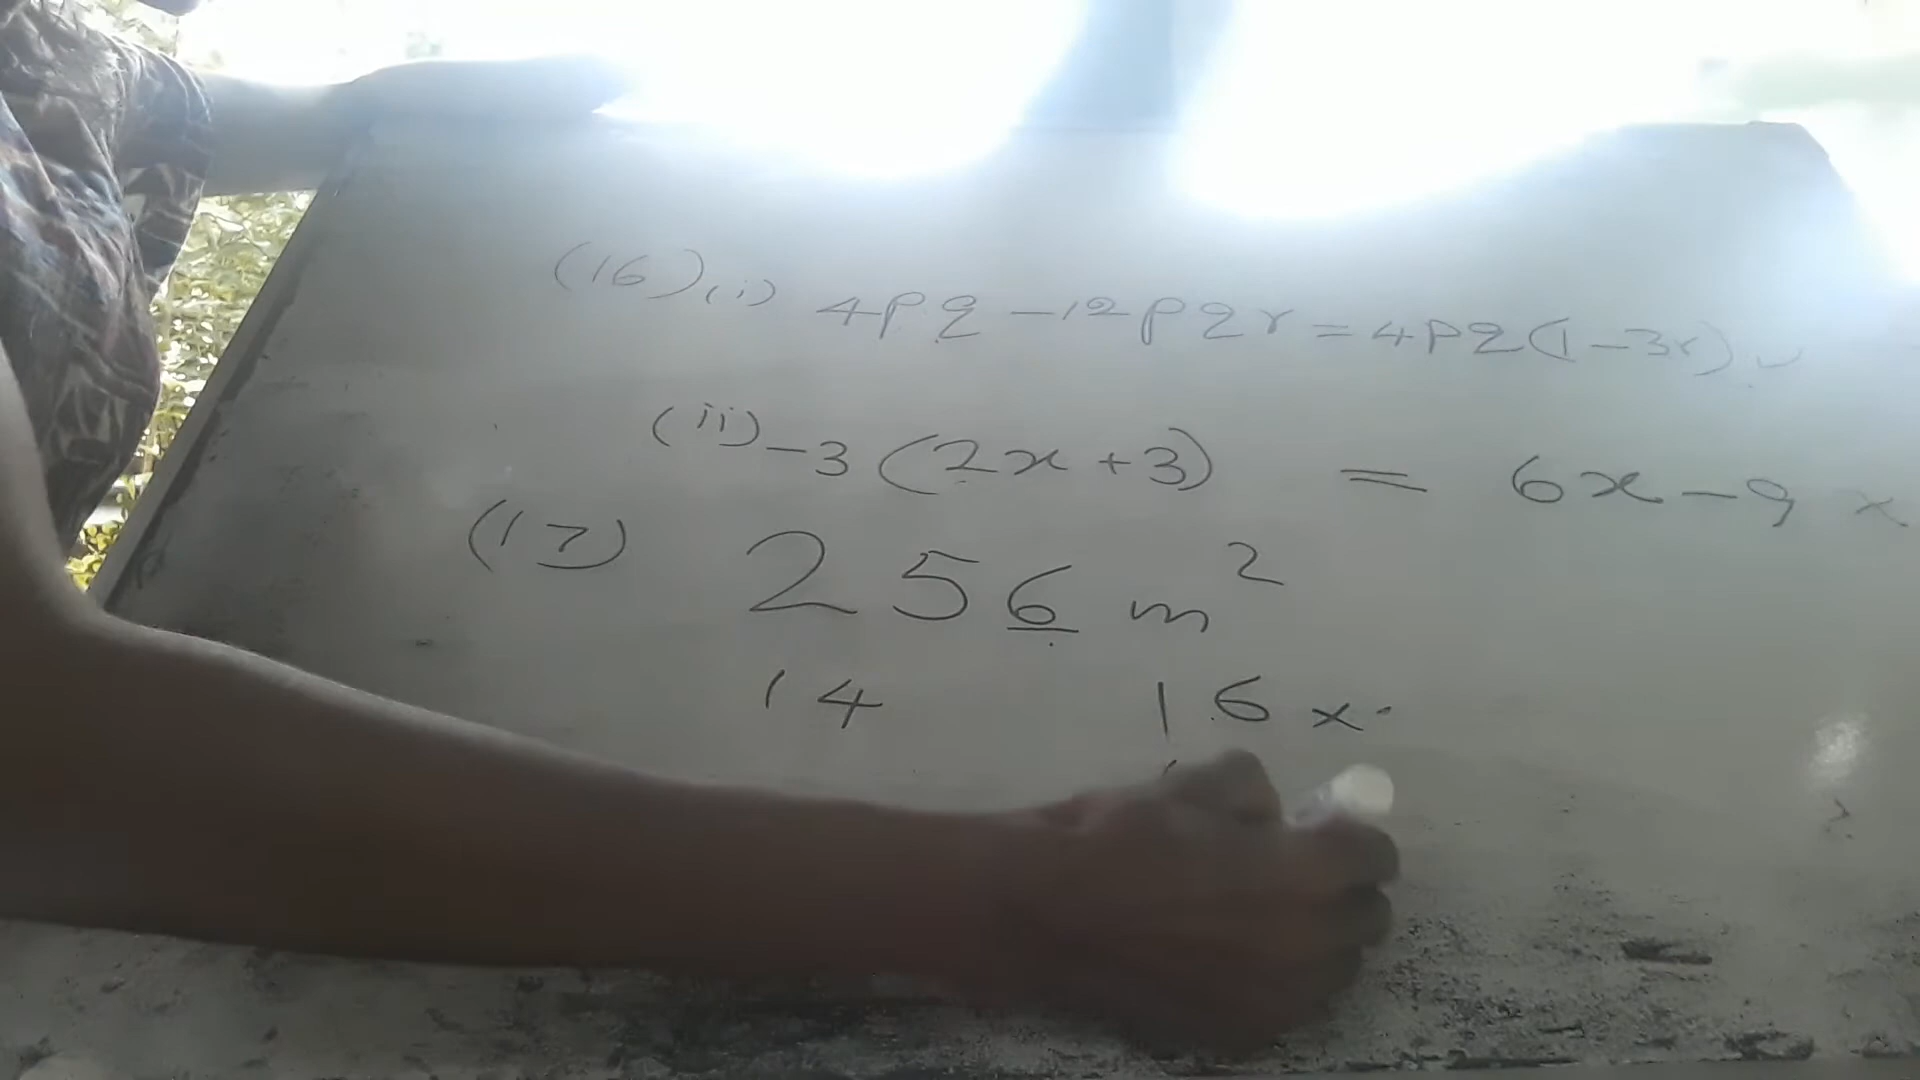 (16) (i) 4pq - 12pqr = 4pq(1 - 3r) ✓
(ii) -3(2x + 3) = 6x - 9 ×
(17) 256 m²
14 16 ×